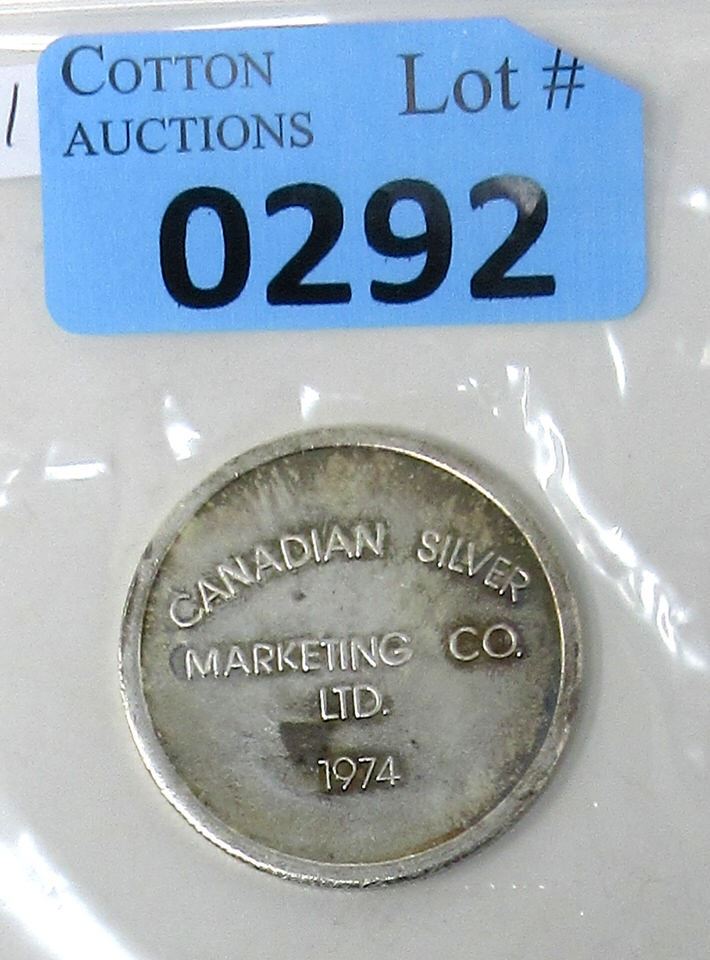 COTTON
AUCTIONS
Lot #
0292
CANADIAN SILVER
MARKETING CO.
LTD.
1974